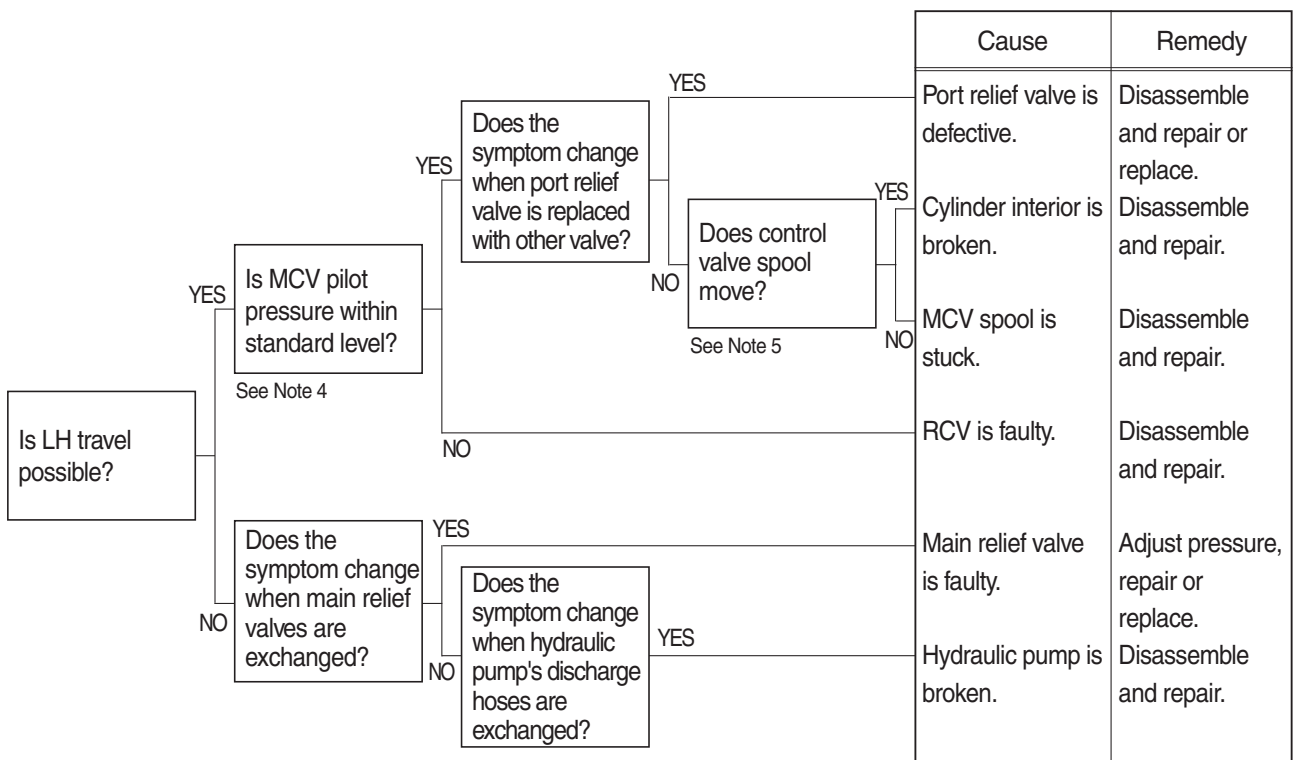 Is LH travel
possible?
YES
Is MCV pilot
pressure within
standard level?
See Note 4
YES
Does the
symptom change
when port relief
valve is replaced
with other valve?
YES
NO
Does control
valve spool
move?
See Note 5
YES
NO
NO
NO
Does the
symptom change
when main relief
valves are
exchanged?
YES
NO
Does the
symptom change
when hydraulic
pump's discharge
hoses are
exchanged?
YES
Cause
Remedy
Port relief valve is
defective.
Disassemble
and repair or
replace.
Cylinder interior is
broken.
Disassemble
and repair.
MCV spool is
stuck.
Disassemble
and repair.
RCV is faulty.
Disassemble
and repair.
Main relief valve
is faulty.
Adjust pressure,
repair or
replace.
Hydraulic pump is
broken.
Disassemble
and repair.